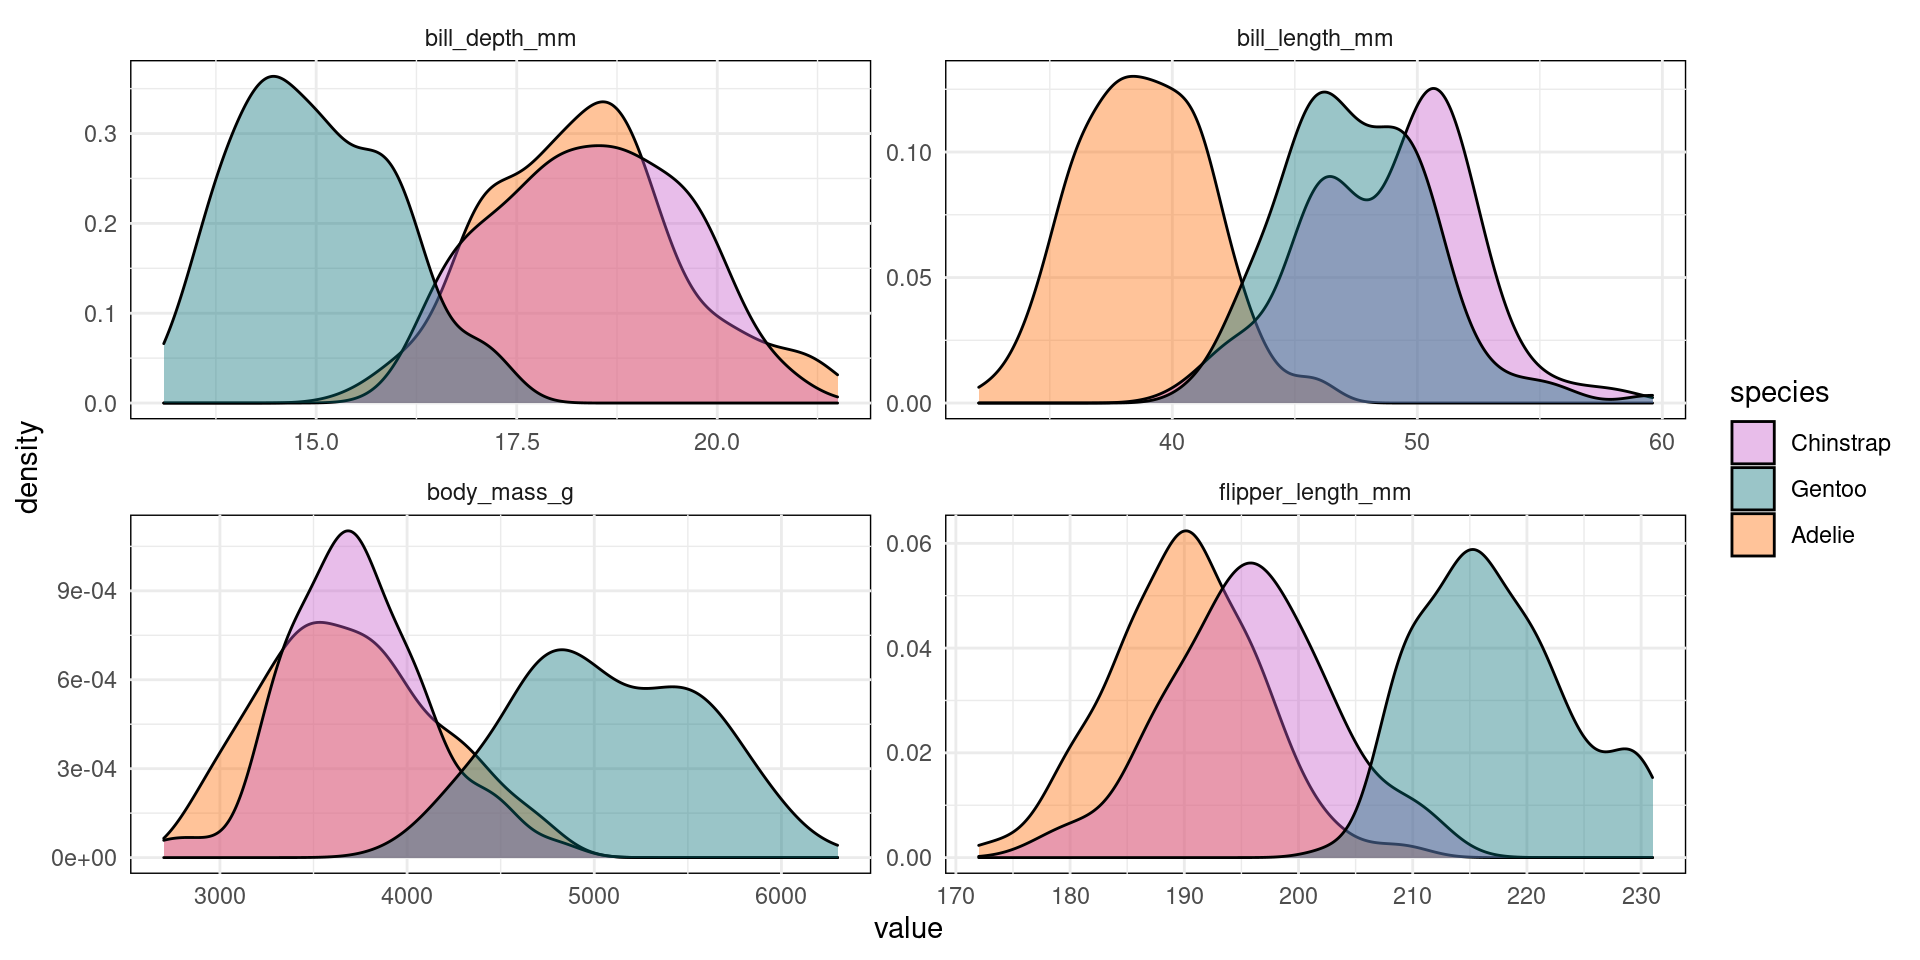 bill_depth_mm
bill_length_mm
0.3
0.2
0.1
0.0
15.0 17.5 20.0
0.10
0.05
0.00
40 50 60
density
body_mass_g
flipper_length_mm
9e-04
6e-04
3e-04
0e+00
3000 4000 5000 6000
0.06
0.04
0.02
0.00
170 180 190 200 210 220 230
value
species
Chinstrap
Gentoo
Adelie